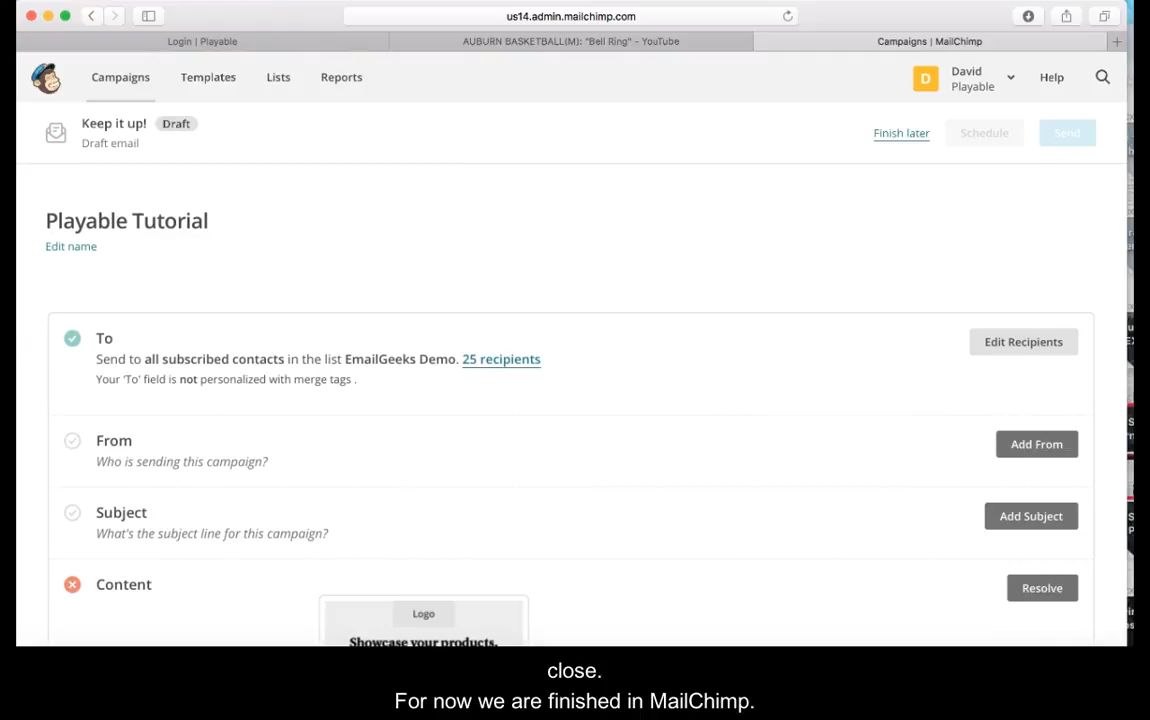 us14.admin.mailchimp.com
Login | Playable
AUBURN BASKETBALL(M): "Bell Ring" - YouTube
Campaigns | MailChimp
Campaigns
Templates
Lists
Reports
D
David
Playable
Help
Keep it up! Draft
Draft email
Finish later
Schedule
Send
Playable Tutorial
Edit name
To
Send to all subscribed contacts in the list EmailGeeks Demo. 25 recipients
Your 'To' field is not personalized with merge tags .
Edit Recipients
From
Who is sending this campaign?
Add From
Subject
What's the subject line for this campaign?
Add Subject
Content
Resolve
Logo
Showcase your products.
close.
For now we are finished in MailChimp.